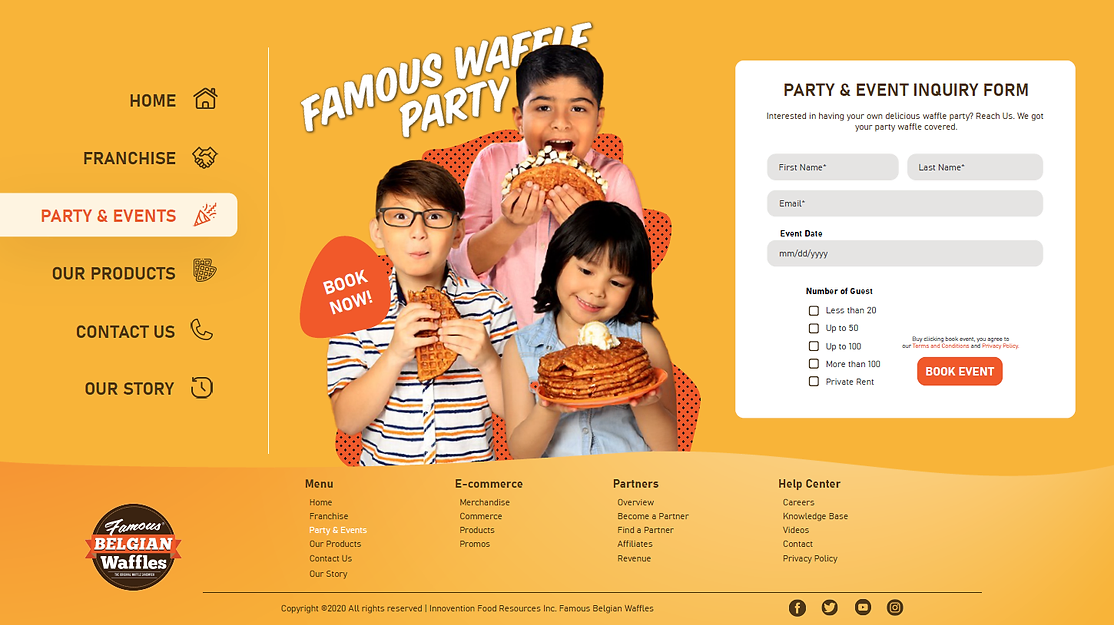 HOME
FRANCHISE
PARTY & EVENTS
OUR PRODUCTS
CONTACT US
OUR STORY
FAMOUS WAFFLE
PARTY
BOOK
NOW!
PARTY & EVENT INQUIRY FORM
Interested in having your own delicious waffle party? Reach Us. We got
your party waffle covered.
First Name*
Last Name*
Email*
Event Date
mm/dd/yyyy
Number of Guest
Less than 20
Up to 50
Up to 100
More than 100
Private Rent
Buy clicking book event, you agree to
our Terms and Conditions and Privacy Policy.
BOOK EVENT
Famous
BELGIAN
Waffles
THE ORIGINAL WAFFLE SANDWICH
Menu
Home
Franchise
Party & Events
Our Products
Contact Us
Our Story
E-commerce
Merchandise
Commerce
Products
Promos
Partners
Overview
Become a Partner
Find a Partner
Affiliates
Revenue
Help Center
Careers
Knowledge Base
Videos
Contact
Privacy Policy
Copyright ©2020 All rights reserved | Innovention Food Resources Inc. Famous Belgian Waffles